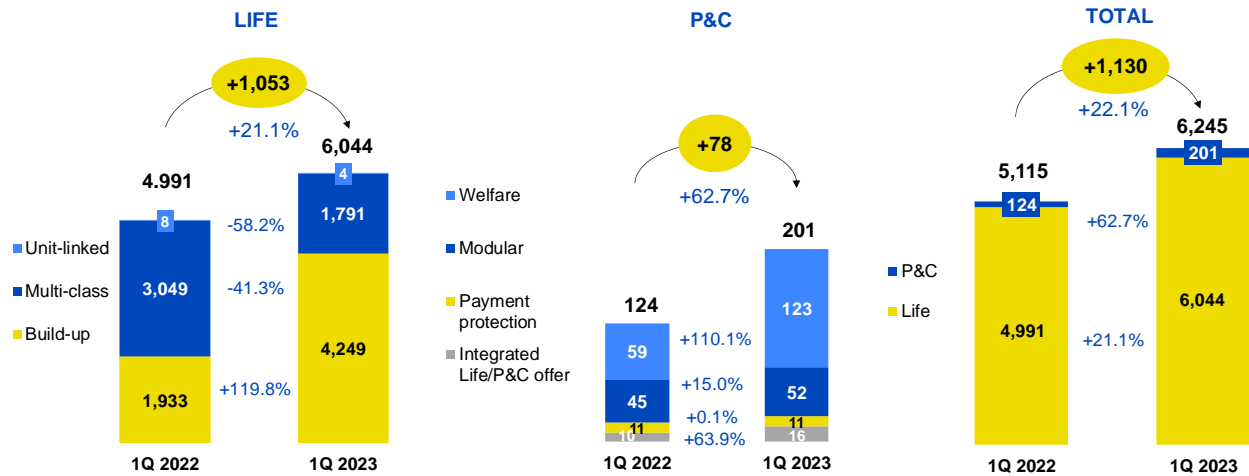 LIFE
+1,053
+21.1%
4.991
6,044
8
4
-58.2%
3,049
1,791
-41.3%
1,933
4,249
+119.8%
Unit-linked
Multi-class
Build-up
1Q 2022
1Q 2023
P&C
+78
+62.7%
124
201
Welfare
Modular
Payment
protection
Integrated
Life/P&C offer
59
123
+110.1%
45
52
+15.0%
11
11
+0.1%
10
16
+63.9%
1Q 2022
1Q 2023
TOTAL
+1,130
+22.1%
5,115
6,245
124
201
+62.7%
P&C
Life
4,991
6,044
+21.1%
1Q 2022
1Q 2023